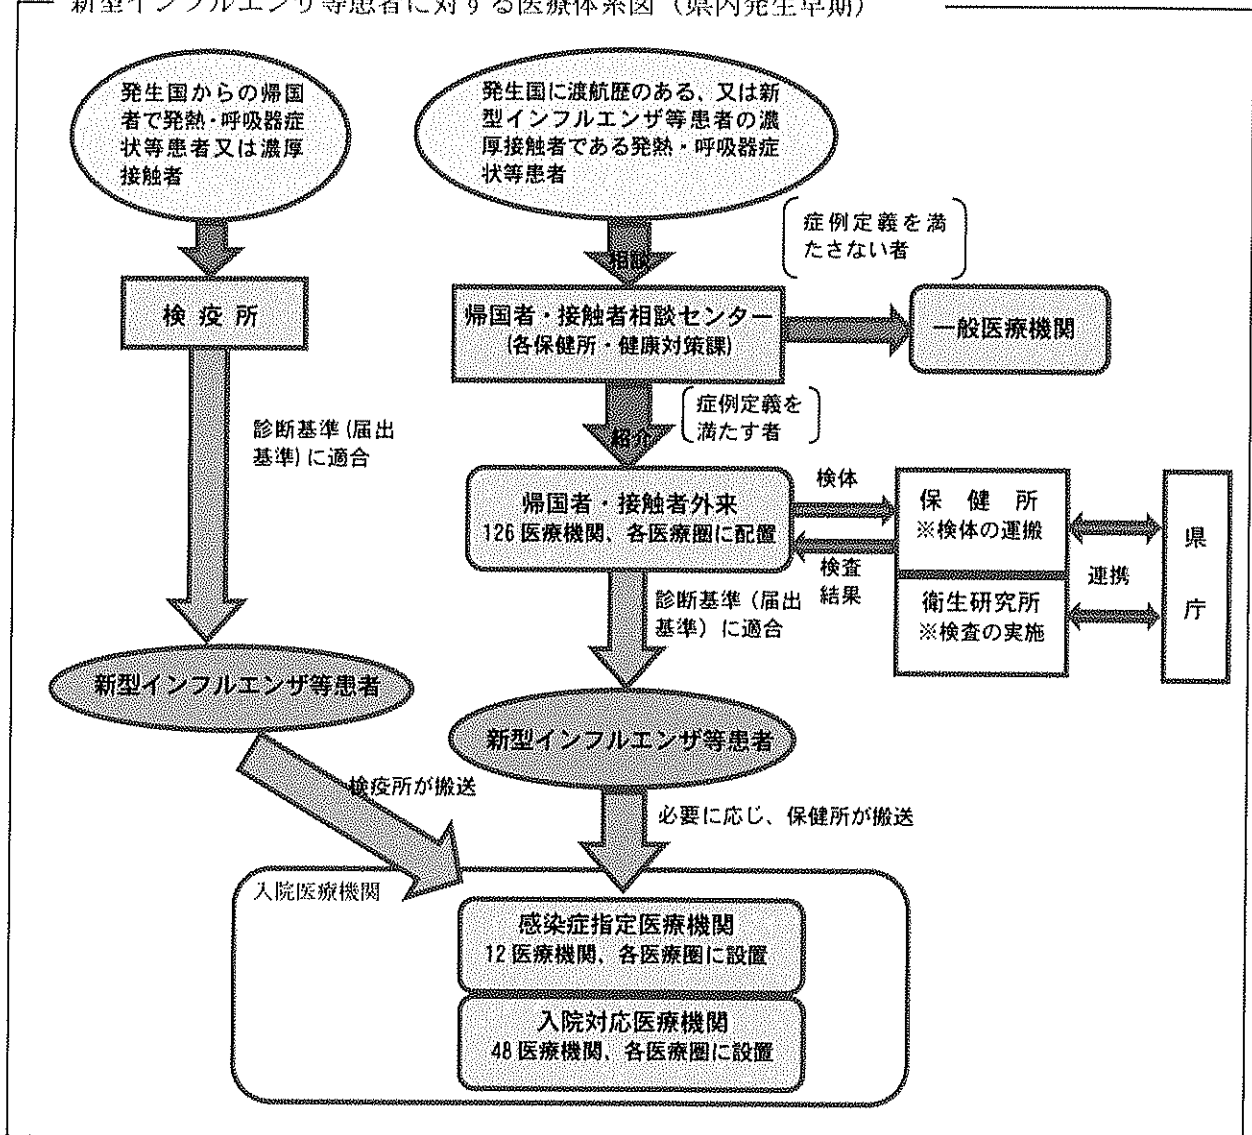 新型インフルエンザ等患者に対する医療体系図（県内発生早期）
発生国からの帰国
者で発熱・呼吸器症
状等患者又は濃厚
接触者
発生国に渡航歴のある、又は新
型インフルエンザ等患者の濃
厚接触者である発熱・呼吸器症
状等患者
相談
症例定義を満
たさない者
検疫所
帰国者・接触者相談センター
(各保健所・健康対策課)
一般医療機関
紹介
症例定義を
満たす者
診断基準(届出
基準)に適合
帰国者・接触者外来
126医療機関、各医療圏に配置
検体
検査
結果
保健所
※検体の運搬
衛生研究所
※検査の実施
連携
県
庁
診断基準（届出
基準）に適合
新型インフルエンザ等患者
新型インフルエンザ等患者
検疫所が搬送
必要に応じ、保健所が搬送
入院医療機関
感染症指定医療機関
12医療機関、各医療圏に設置
入院対応医療機関
48医療機関、各医療圏に設置